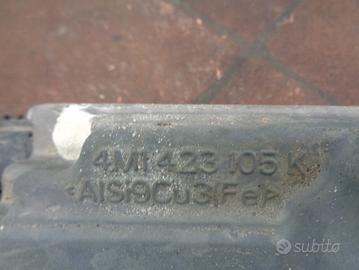 4M1 423 105 K
>AlSi9Cu3(Fe)<
subito